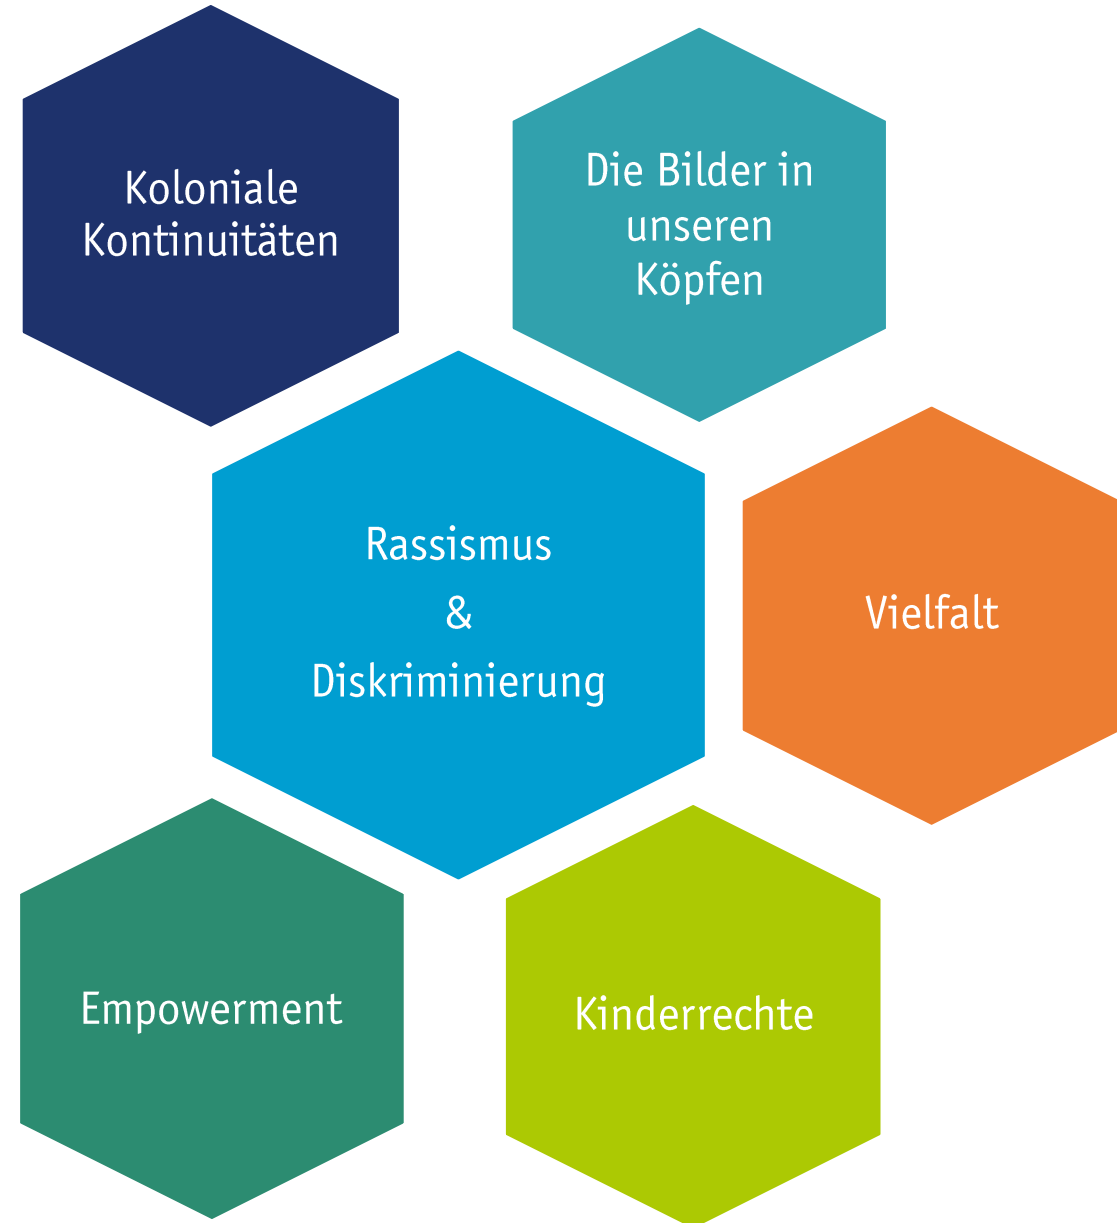 Koloniale
Kontinuitäten
Die Bilder in
unseren
Köpfen
Rassismus
&
Diskriminierung
Vielfalt
Empowerment
Kinderrechte